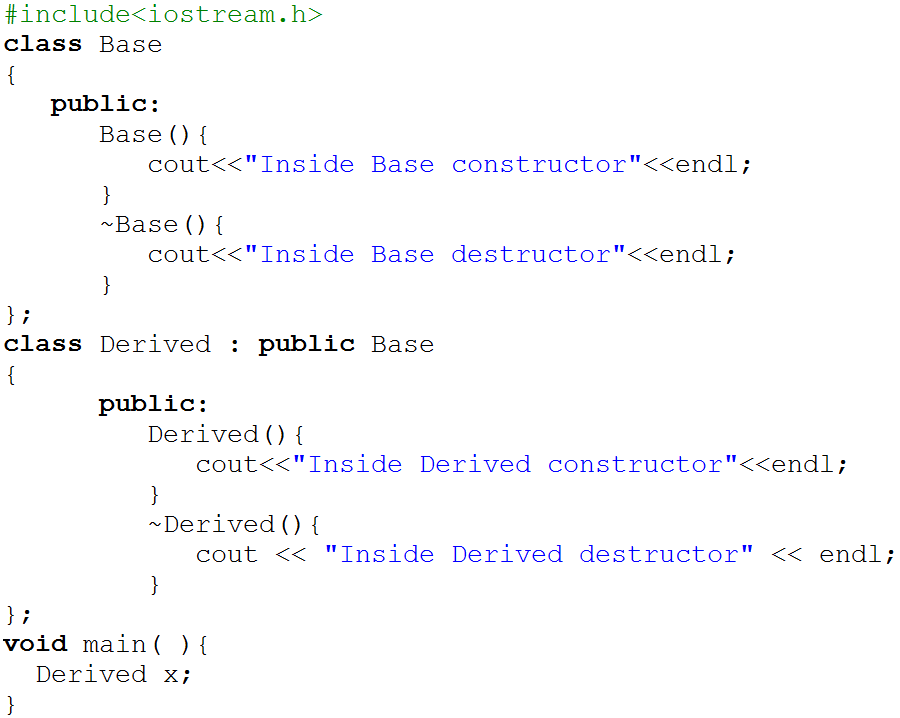 #include<iostream.h>
class Base
{
   public:
      Base(){
         cout<<"Inside Base constructor"<<endl;
      }
      ~Base(){
         cout<<"Inside Base destructor"<<endl;
      }
};
class Derived : public Base
{
      public:
         Derived(){
            cout<<"Inside Derived constructor"<<endl;
         }
         ~Derived(){
            cout << "Inside Derived destructor" << endl;
         }
};
void main( ){
  Derived x;
}